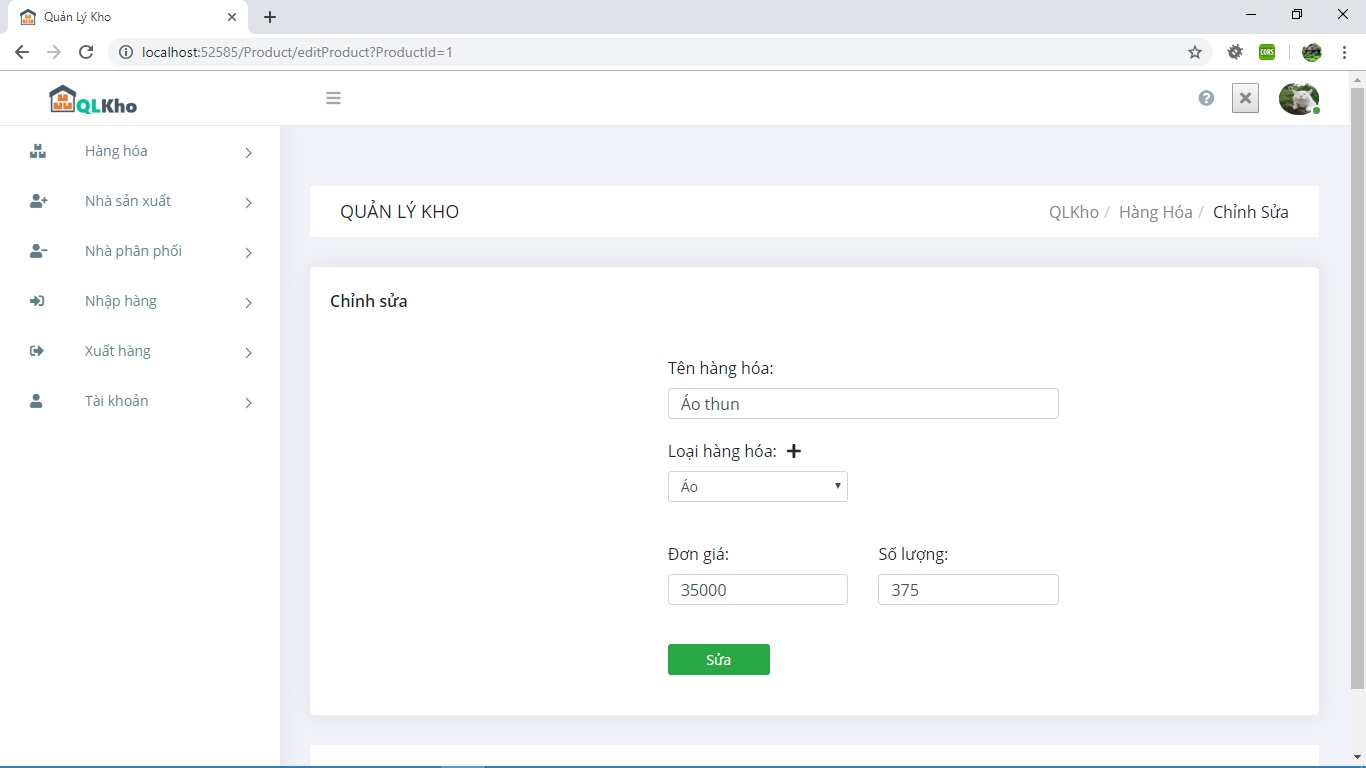 Quản Lý Kho
localhost:52585/Product/editProduct?ProductId=1
CORS
QLKho
Hàng hóa
Nhà sản xuất
Nhà phân phối
Nhập hàng
Xuất hàng
Tài khoản
QUẢN LÝ KHO
QLKho / Hàng Hóa / Chỉnh Sửa
Chỉnh sửa
Tên hàng hóa:
Áo thun
Loại hàng hóa:
Áo
Đơn giá: Số lượng:
35000 375
Sửa